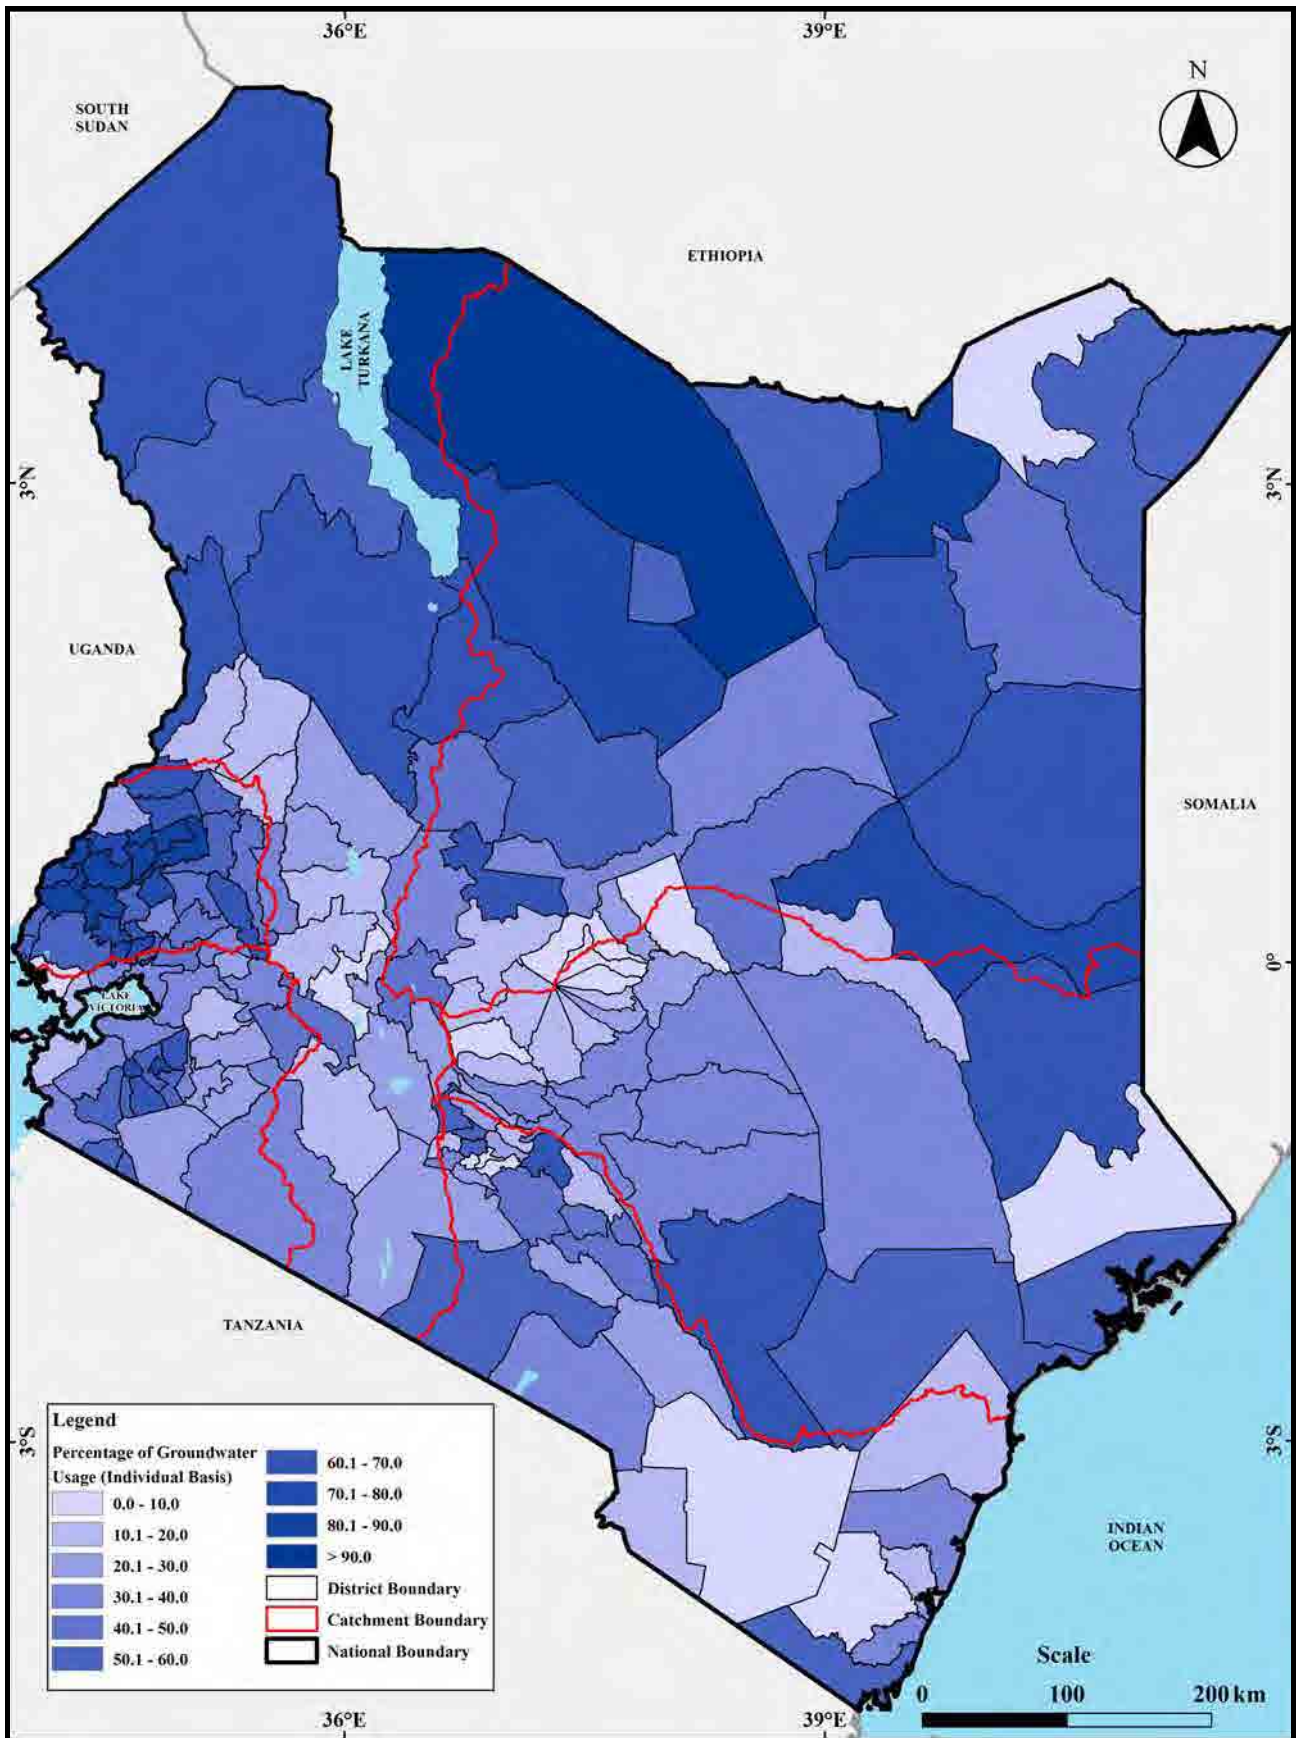 36°E
39°E
N
SOUTH
SUDAN
ETHIOPIA
LAKE
TURKANA
3°N
3°N
UGANDA
SOMALIA
0°
LAKE
VICTORIA
TANZANIA
3°S
3°S
INDIAN
OCEAN
Legend
Percentage of Groundwater
Usage (Individual Basis)
0.0 - 10.0
10.1 - 20.0
20.1 - 30.0
30.1 - 40.0
40.1 - 50.0
50.1 - 60.0
60.1 - 70.0
70.1 - 80.0
80.1 - 90.0
> 90.0
District Boundary
Catchment Boundary
National Boundary
Scale
0 100 200 km
36°E
39°E